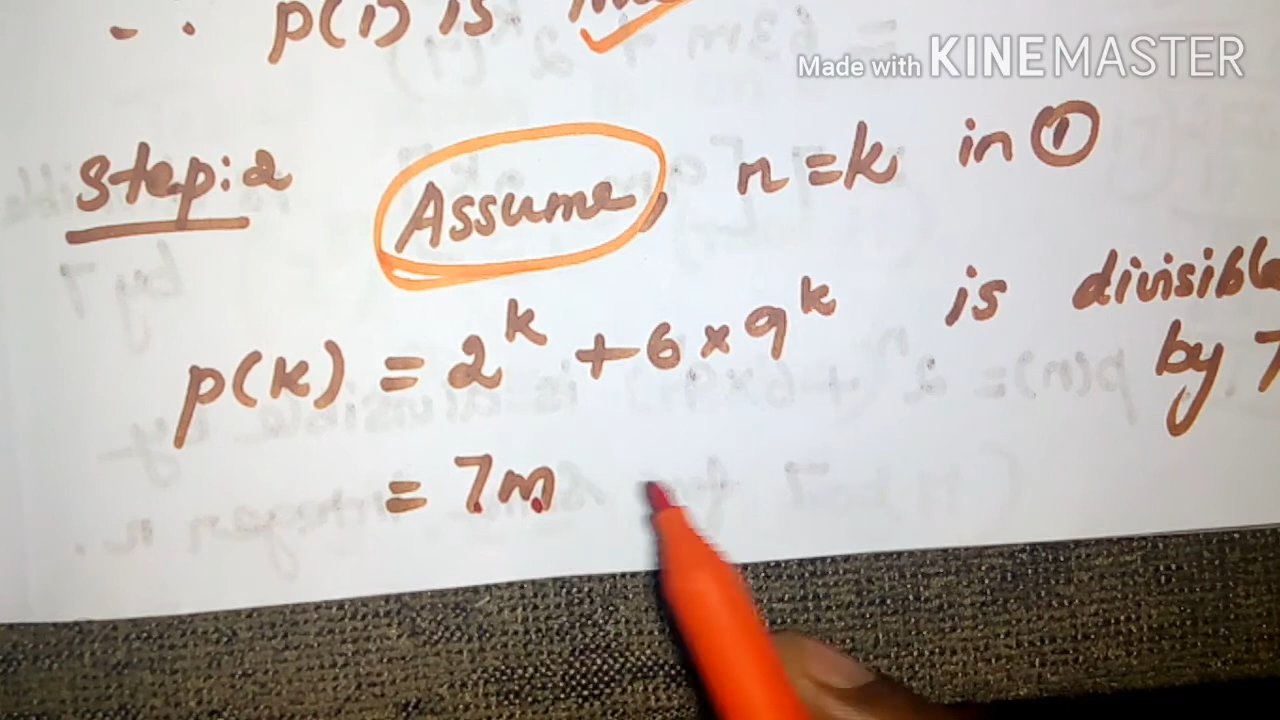 ∴ p(1) is
Made with KINEMASTER
Step:2 Assume, n=k in ①
p(k) = 2^k + 6×9^k is divisible
by 7
= 7m